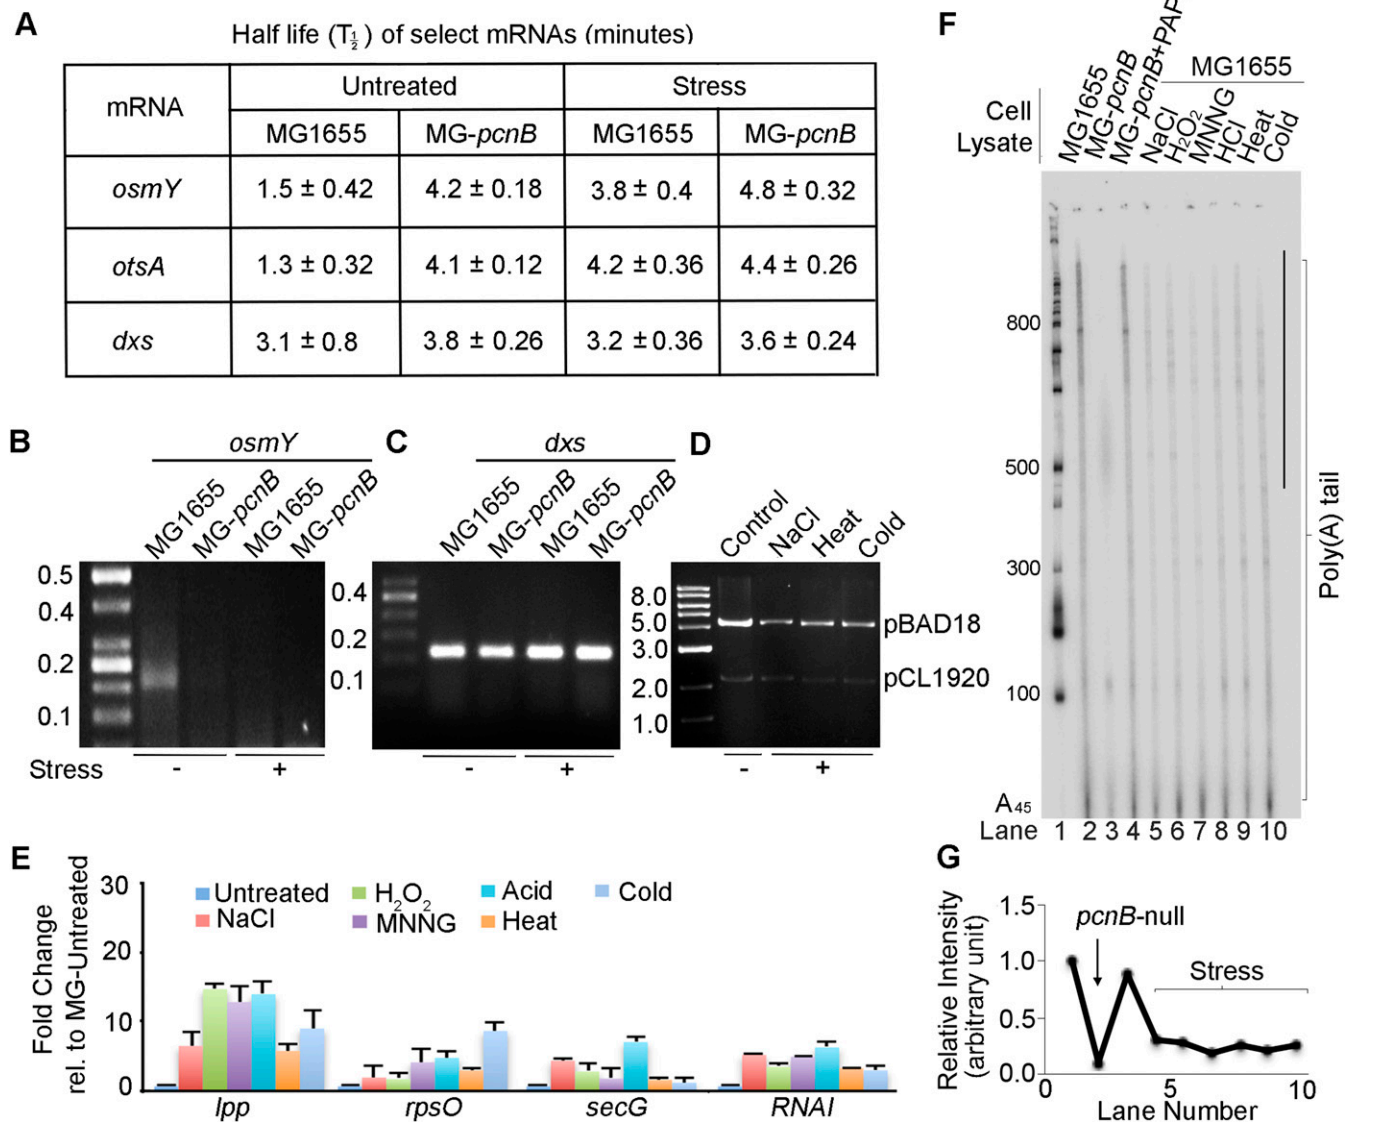 A
Half life (T½) of select mRNAs (minutes)
mRNA
Untreated
Stress
MG1655
MG-pcnB
MG1655
MG-pcnB
osmY
1.5 ± 0.42
4.2 ± 0.18
3.8 ± 0.4
4.8 ± 0.32
otsA
1.3 ± 0.32
4.1 ± 0.12
4.2 ± 0.36
4.4 ± 0.26
dxs
3.1 ± 0.8
3.8 ± 0.26
3.2 ± 0.36
3.6 ± 0.24
B
osmY
MG1655
MG-pcnB
MG1655
MG-pcnB
0.5
0.4
0.2
0.1
Stress
-
+
C
dxs
MG1655
MG-pcnB
MG1655
MG-pcnB
0.4
0.2
0.1
-
+
D
Control
NaCl
Heat
Cold
8.0
5.0
3.0
2.0
1.0
pBAD18
pCL1920
-
+
E
Fold Change
rel. to MG-Untreated
30
20
10
0
Untreated
NaCl
H₂O₂
MNNG
Acid
Heat
Cold
lpp
rpsO
secG
RNAI
F
Cell
Lysate
MG1655
MG-pcnB
MG-pcnB+PAP
MG1655
NaCl
H₂O₂
MNNG
HCl
Heat
Cold
800
500
300
100
A45
Poly(A) tail
Lane 1 2 3 4 5 6 7 8 9 10
G
Relative Intensity
(arbitrary unit)
1.5
1.0
0.5
0.0
pcnB-null
Stress
0 5 10
Lane Number